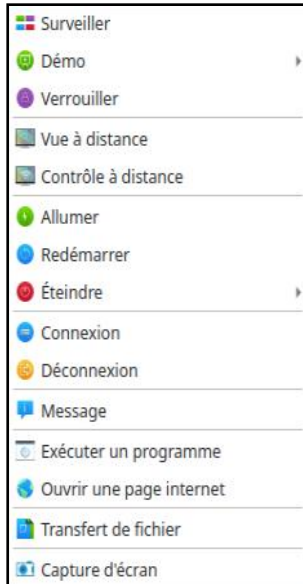 Surveiller
Démo
Verrouiller
Vue à distance
Contrôle à distance
Allumer
Redémarrer
Éteindre
Connexion
Déconnexion
Message
Exécuter un programme
Ouvrir une page internet
Transfert de fichier
Capture d'écran